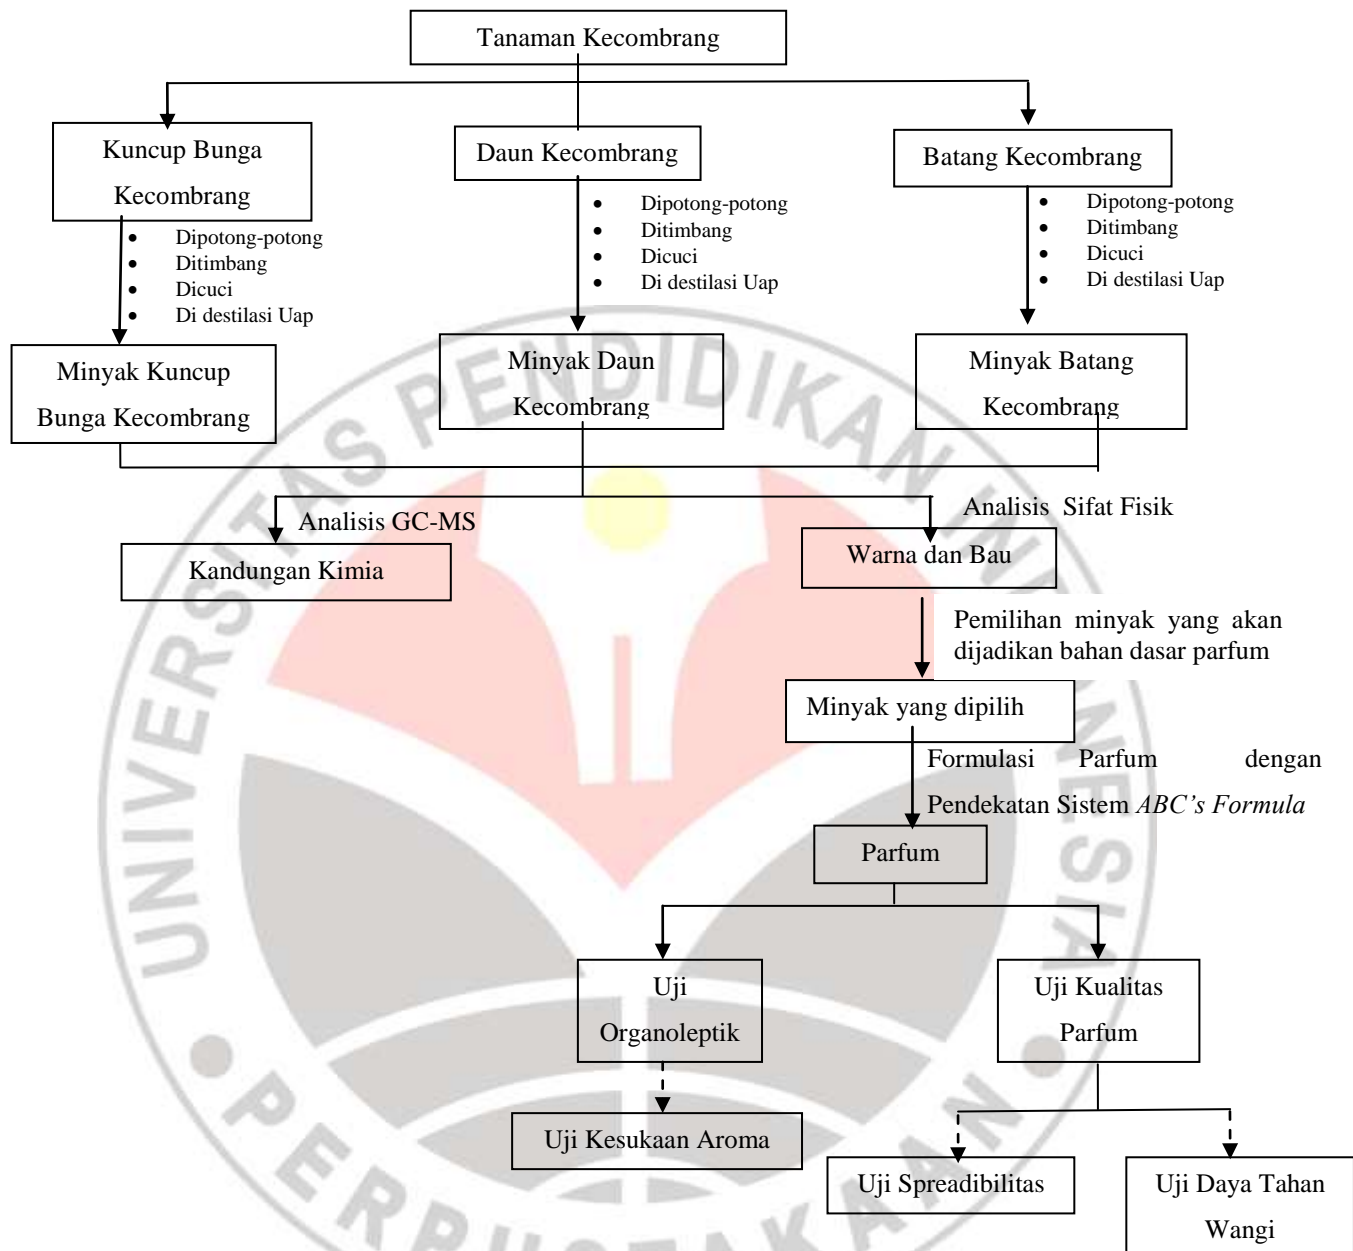 Tanaman Kecombrang
Kuncup Bunga
Kecombrang
Daun Kecombrang
Batang Kecombrang
• Dipotong-potong
• Ditimbang
• Dicuci
• Di destilasi Uap
• Dipotong-potong
• Ditimbang
• Dicuci
• Di destilasi Uap
• Dipotong-potong
• Ditimbang
• Dicuci
• Di destilasi Uap
Minyak Kuncup
Bunga Kecombrang
Minyak Daun
Kecombrang
Minyak Batang
Kecombrang
Analisis GC-MS
Analisis Sifat Fisik
Kandungan Kimia
Warna dan Bau
Pemilihan minyak yang akan
dijadikan bahan dasar parfum
Minyak yang dipilih
Formulasi Parfum dengan
Pendekatan Sistem ABC’s Formula
Parfum
Uji
Organoleptik
Uji Kualitas
Parfum
Uji Kesukaan Aroma
Uji Spreadibilitas
Uji Daya Tahan
Wangi
UNIVERSITAS PENDIDIKAN INDONESIA
PERPUSTAKAAN